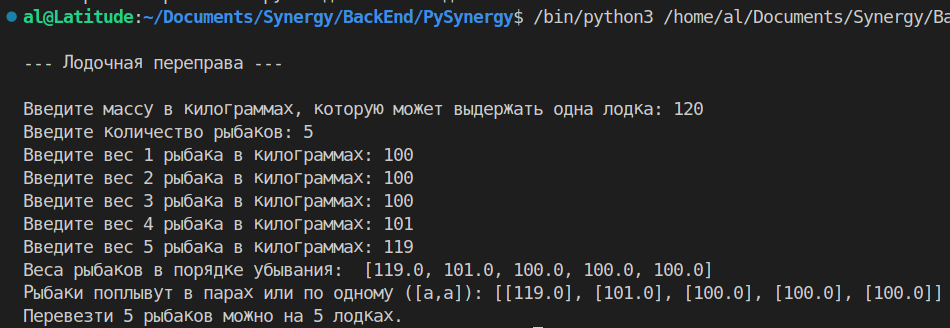 al@Latitude:~/Documents/Synergy/BackEnd/PySynergy$ /bin/python3 /home/al/Documents/Synergy/Ba
--- Лодочная переправа ---
Введите массу в килограммах, которую может выдержать одна лодка: 120
Введите количество рыбаков: 5
Введите вес 1 рыбака в килограммах: 100
Введите вес 2 рыбака в килограммах: 100
Введите вес 3 рыбака в килограммах: 100
Введите вес 4 рыбака в килограммах: 101
Введите вес 5 рыбака в килограммах: 119
Веса рыбаков в порядке убывания:  [119.0, 101.0, 100.0, 100.0, 100.0]
Рыбаки поплывут в парах или по одному ([a,a]): [[119.0], [101.0], [100.0], [100.0], [100.0]]
Перевезти 5 рыбаков можно на 5 лодках.